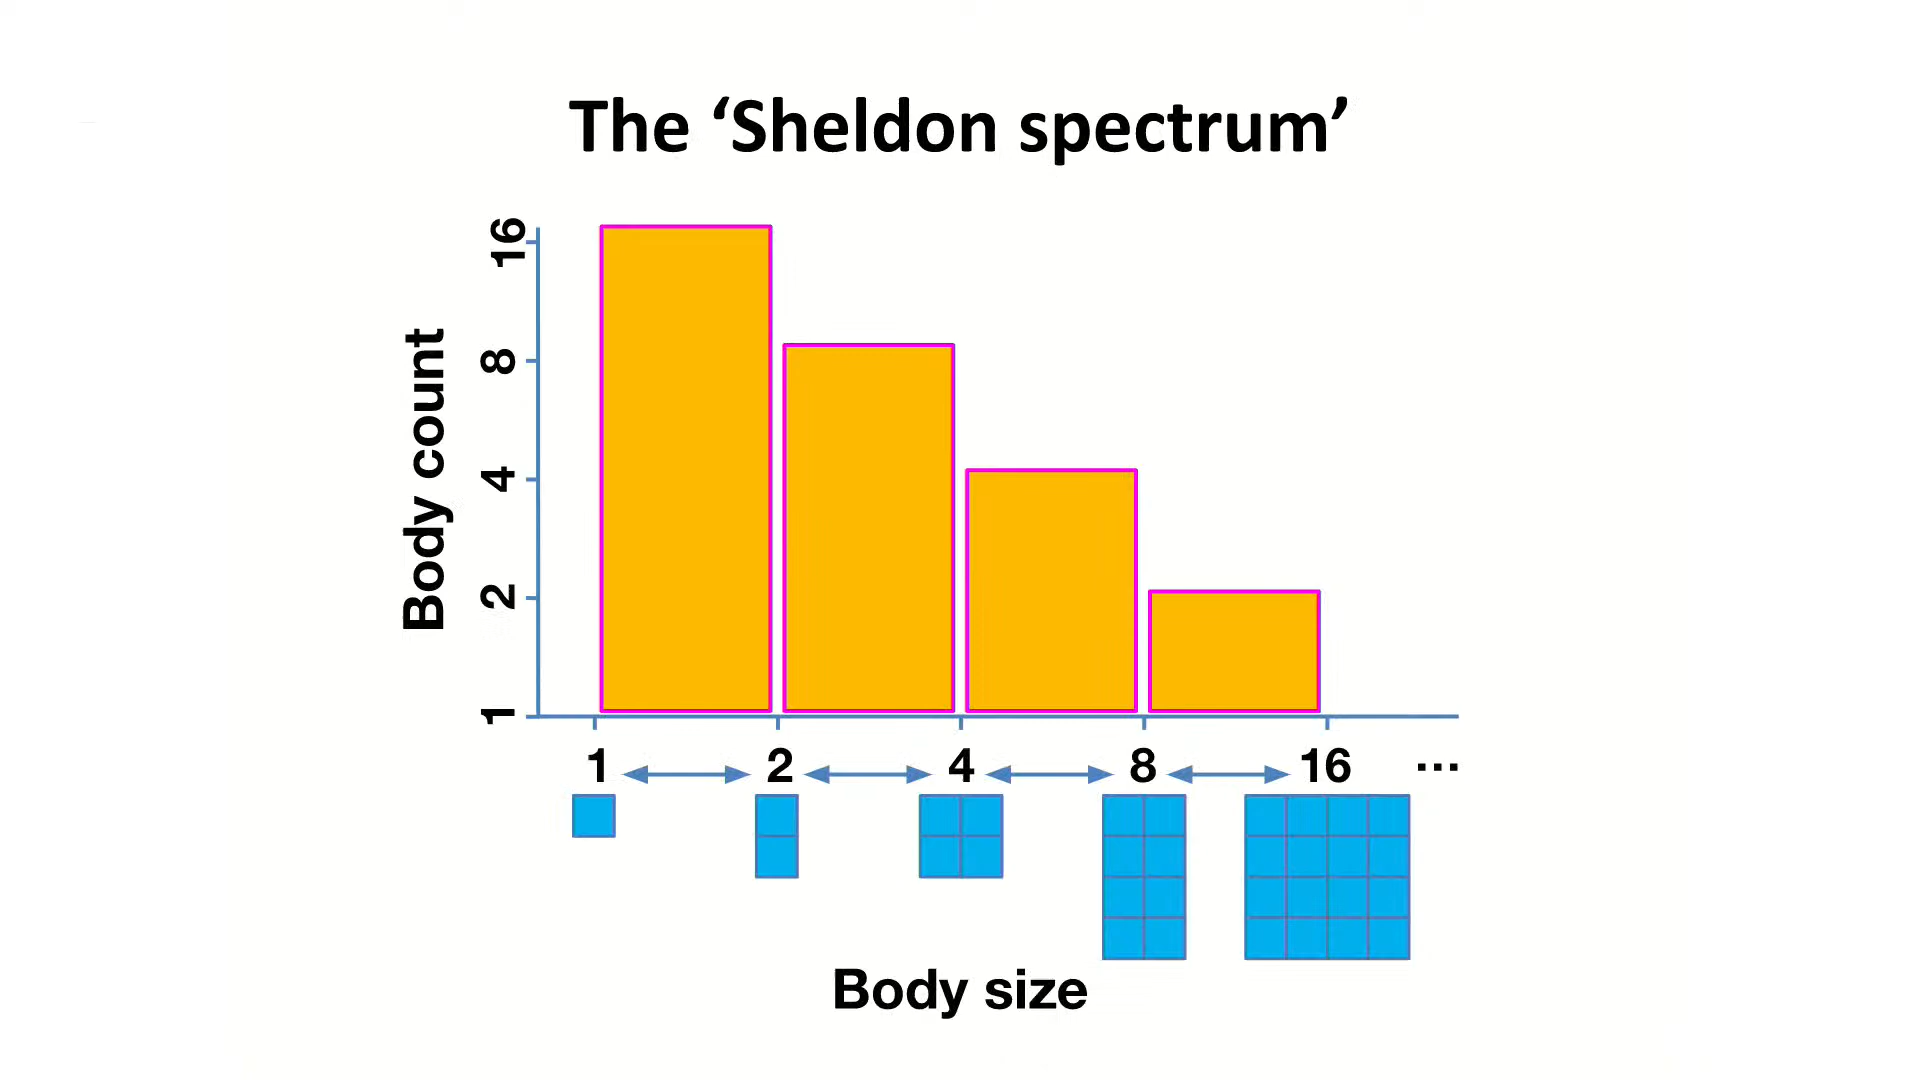 The ‘Sheldon spectrum’
Body count
16
8
4
2
1
1 2 4 8 16 ...
Body size